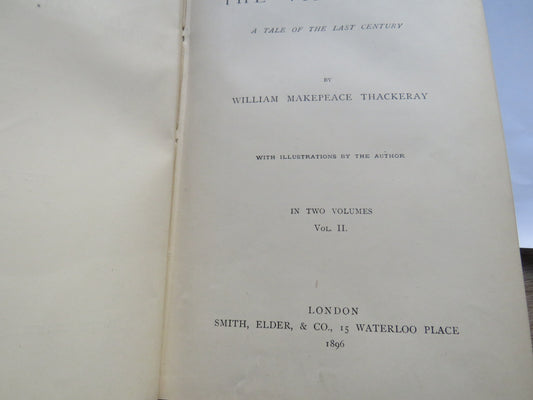 THE
A TALE OF THE LAST CENTURY
BY
WILLIAM MAKEPEACE THACKERAY
WITH ILLUSTRATIONS BY THE AUTHOR
IN TWO VOLUMES
VOL. II.
LONDON
SMITH, ELDER, & CO., 15 WATERLOO PLACE
1896